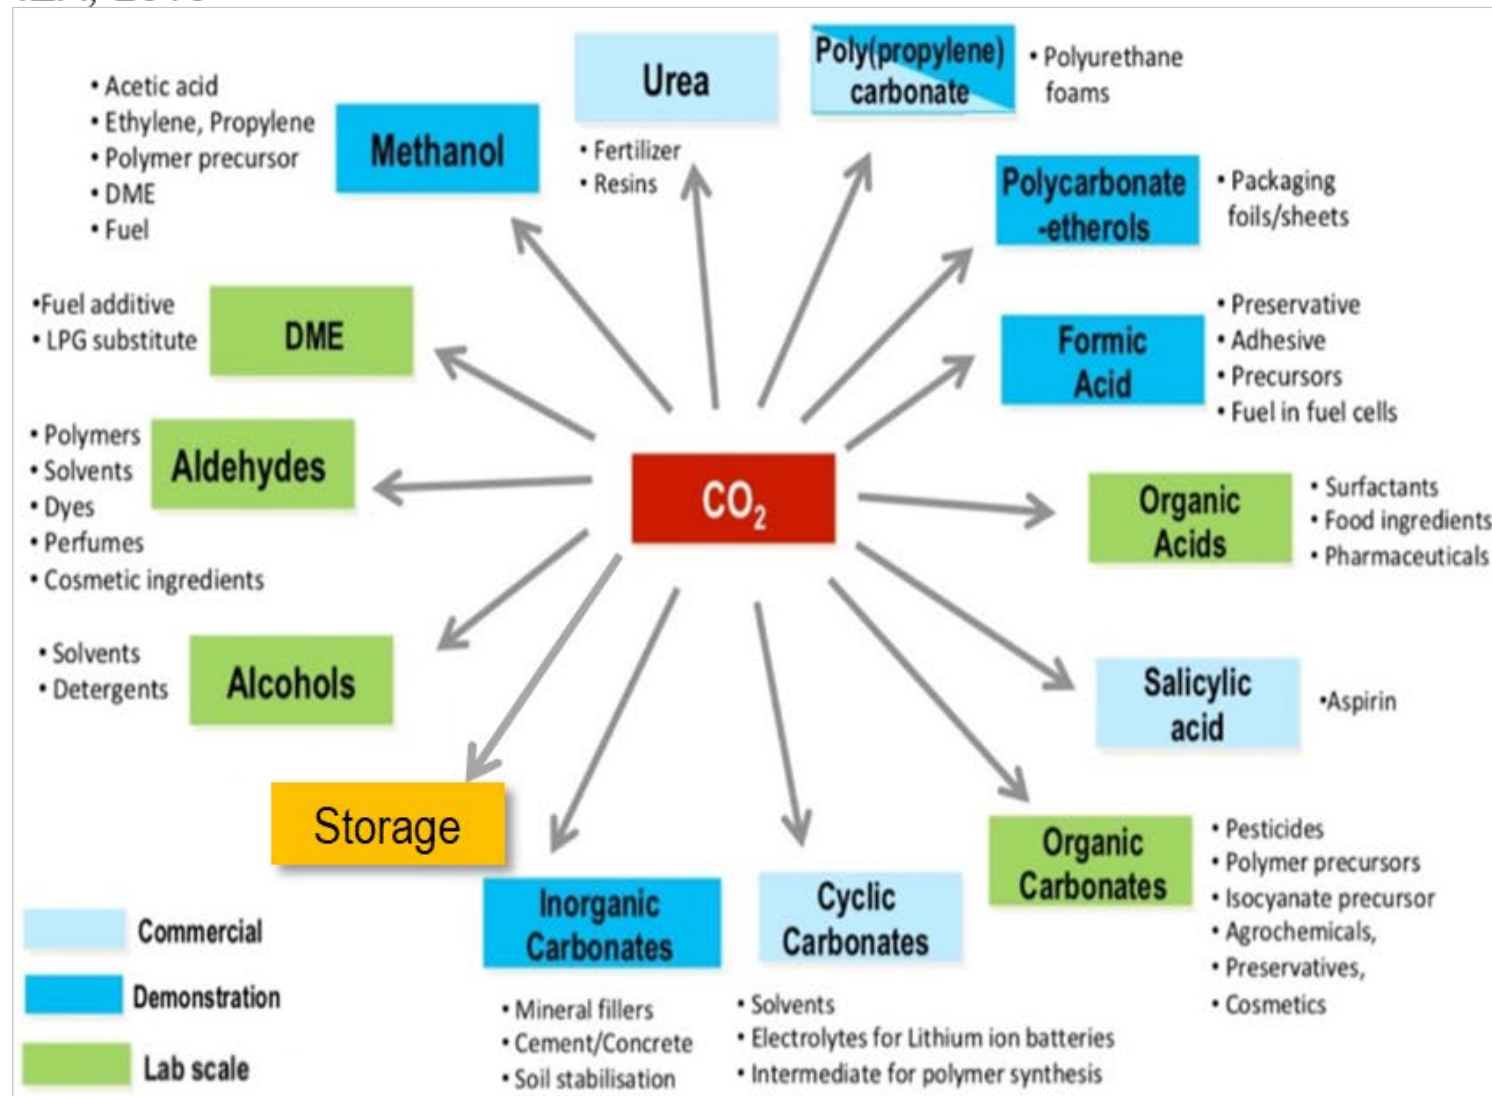 Urea
• Fertilizer
• Resins
Poly(propylene)
carbonate
• Polyurethane
foams
• Acetic acid
• Ethylene, Propylene
• Polymer precursor
• DME
• Fuel
Methanol
Polycarbonate
-etherols
• Packaging
foils/sheets
•Fuel additive
• LPG substitute
DME
Formic
Acid
• Preservative
• Adhesive
• Precursors
• Fuel in fuel cells
• Polymers
• Solvents
• Dyes
• Perfumes
• Cosmetic ingredients
Aldehydes
CO₂
Organic
Acids
• Surfactants
• Food ingredients
• Pharmaceuticals
• Solvents
• Detergents
Alcohols
Salicylic
acid
•Aspirin
Storage
Inorganic
Carbonates
• Mineral fillers
• Cement/Concrete
• Soil stabilisation
Cyclic
Carbonates
• Solvents
• Electrolytes for Lithium ion batteries
• Intermediate for polymer synthesis
Organic
Carbonates
• Pesticides
• Polymer precursors
• Isocyanate precursor
• Agrochemicals,
• Preservatives,
• Cosmetics
Commercial
Demonstration
Lab scale